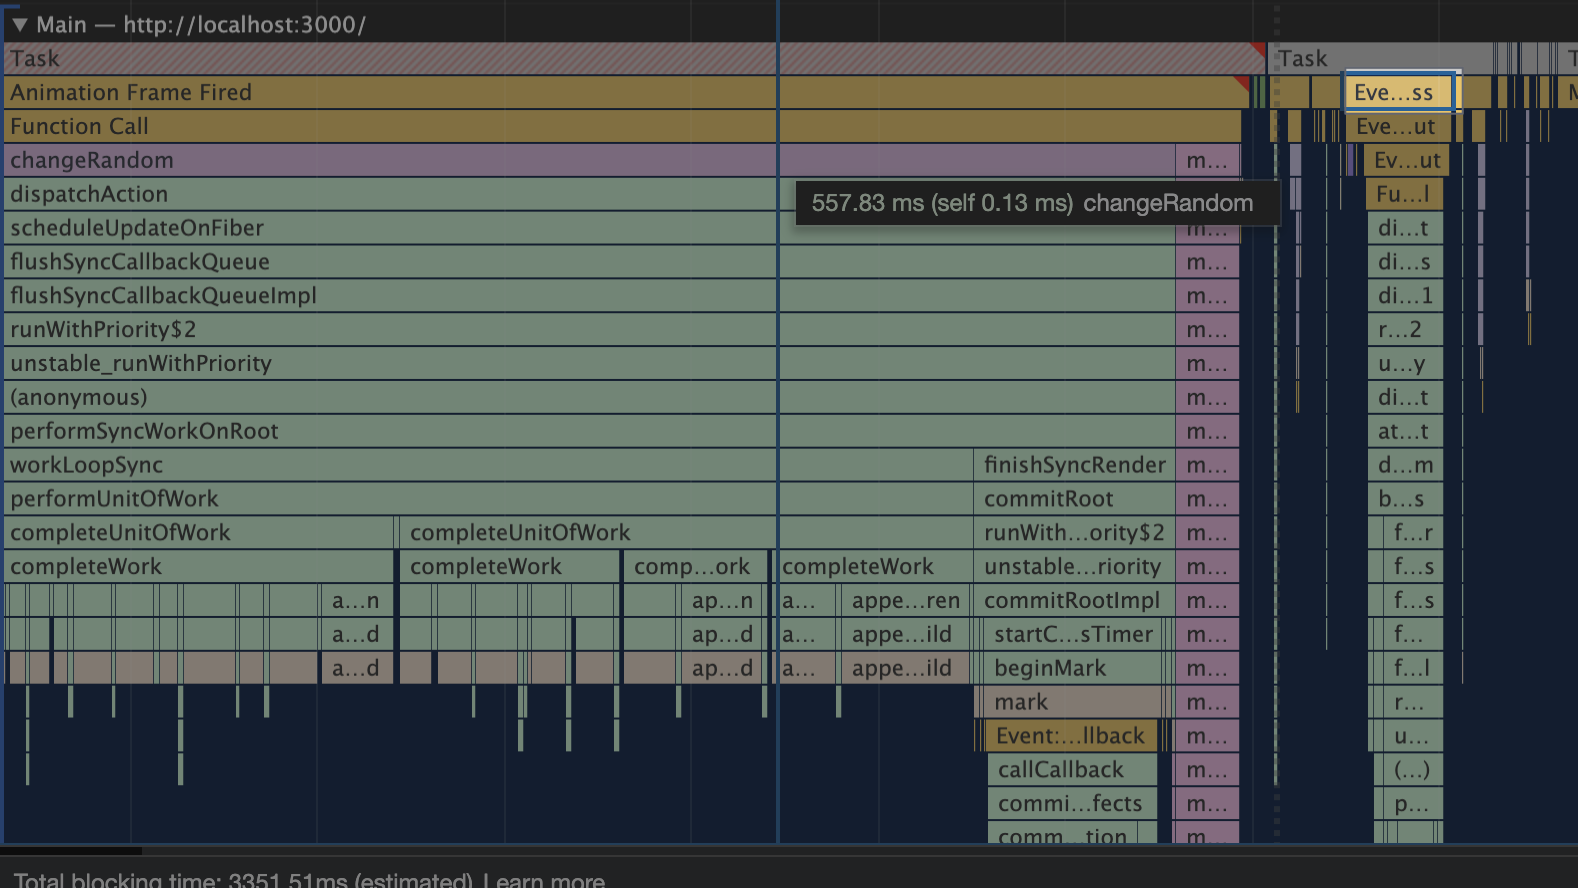 ▼ Main — http://localhost:3000/
Task Task T
Animation Frame Fired Eve...ss M
Function Call Eve...ut
changeRandom m... Ev...ut
dispatchAction Fu...l
557.83 ms (self 0.13 ms) changeRandom
scheduleUpdateOnFiber m... di...t
flushSyncCallbackQueue m... di...s
flushSyncCallbackQueueImpl m... di...1
runWithPriority$2 m... r...2
unstable_runWithPriority m... u...y
(anonymous) m... di...t
performSyncWorkOnRoot m... at...t
workLoopSync finishSyncRender m... d...m
performUnitOfWork commitRoot m... b...s
completeUnitOfWork completeUnitOfWork runWith...ority$2 m... f...r
completeWork completeWork comp...ork completeWork unstable...riority m... f...s
a...n ap...n a... appe...ren commitRootImpl m... f...s
a...d ap...d a... appe...ild startC...sTimer m... f...
a...d ap...d a... appe...ild beginMark m... f...l
mark m... r...
Event:...llback m... u...
callCallback m... (...)
commi...fects m... p...
comm...tion m...
Total blocking time: 3351.51ms (estimated) Learn more